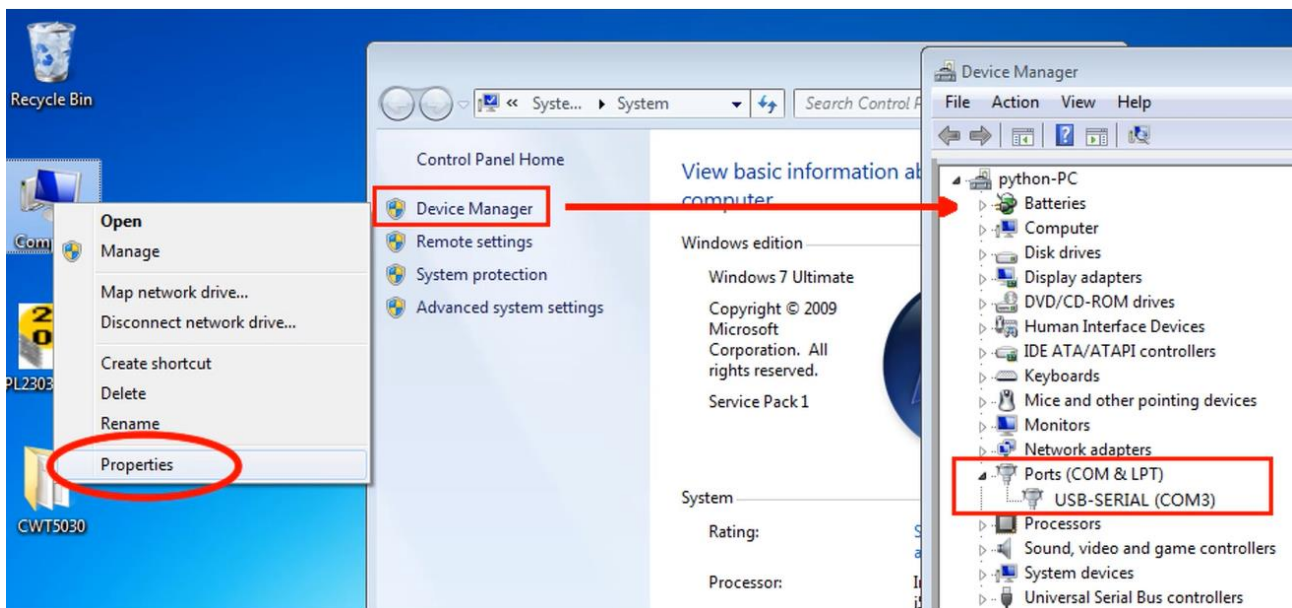 Recycle Bin
Com
PL2303
CWT5030
Open
Manage
Map network drive...
Disconnect network drive...
Create shortcut
Delete
Rename
Properties
« Syste... ▸ System
Search Control P
Control Panel Home
Device Manager
Remote settings
System protection
Advanced system settings
View basic information ab
computer
Windows edition
Windows 7 Ultimate
Copyright © 2009
Microsoft
Corporation. All
rights reserved.
Service Pack 1
System
Rating:
Processor:
Device Manager
File Action View Help
python-PC
Batteries
Computer
Disk drives
Display adapters
DVD/CD-ROM drives
Human Interface Devices
IDE ATA/ATAPI controllers
Keyboards
Mice and other pointing devices
Monitors
Network adapters
Ports (COM & LPT)
USB-SERIAL (COM3)
Processors
Sound, video and game controllers
System devices
Universal Serial Bus controllers